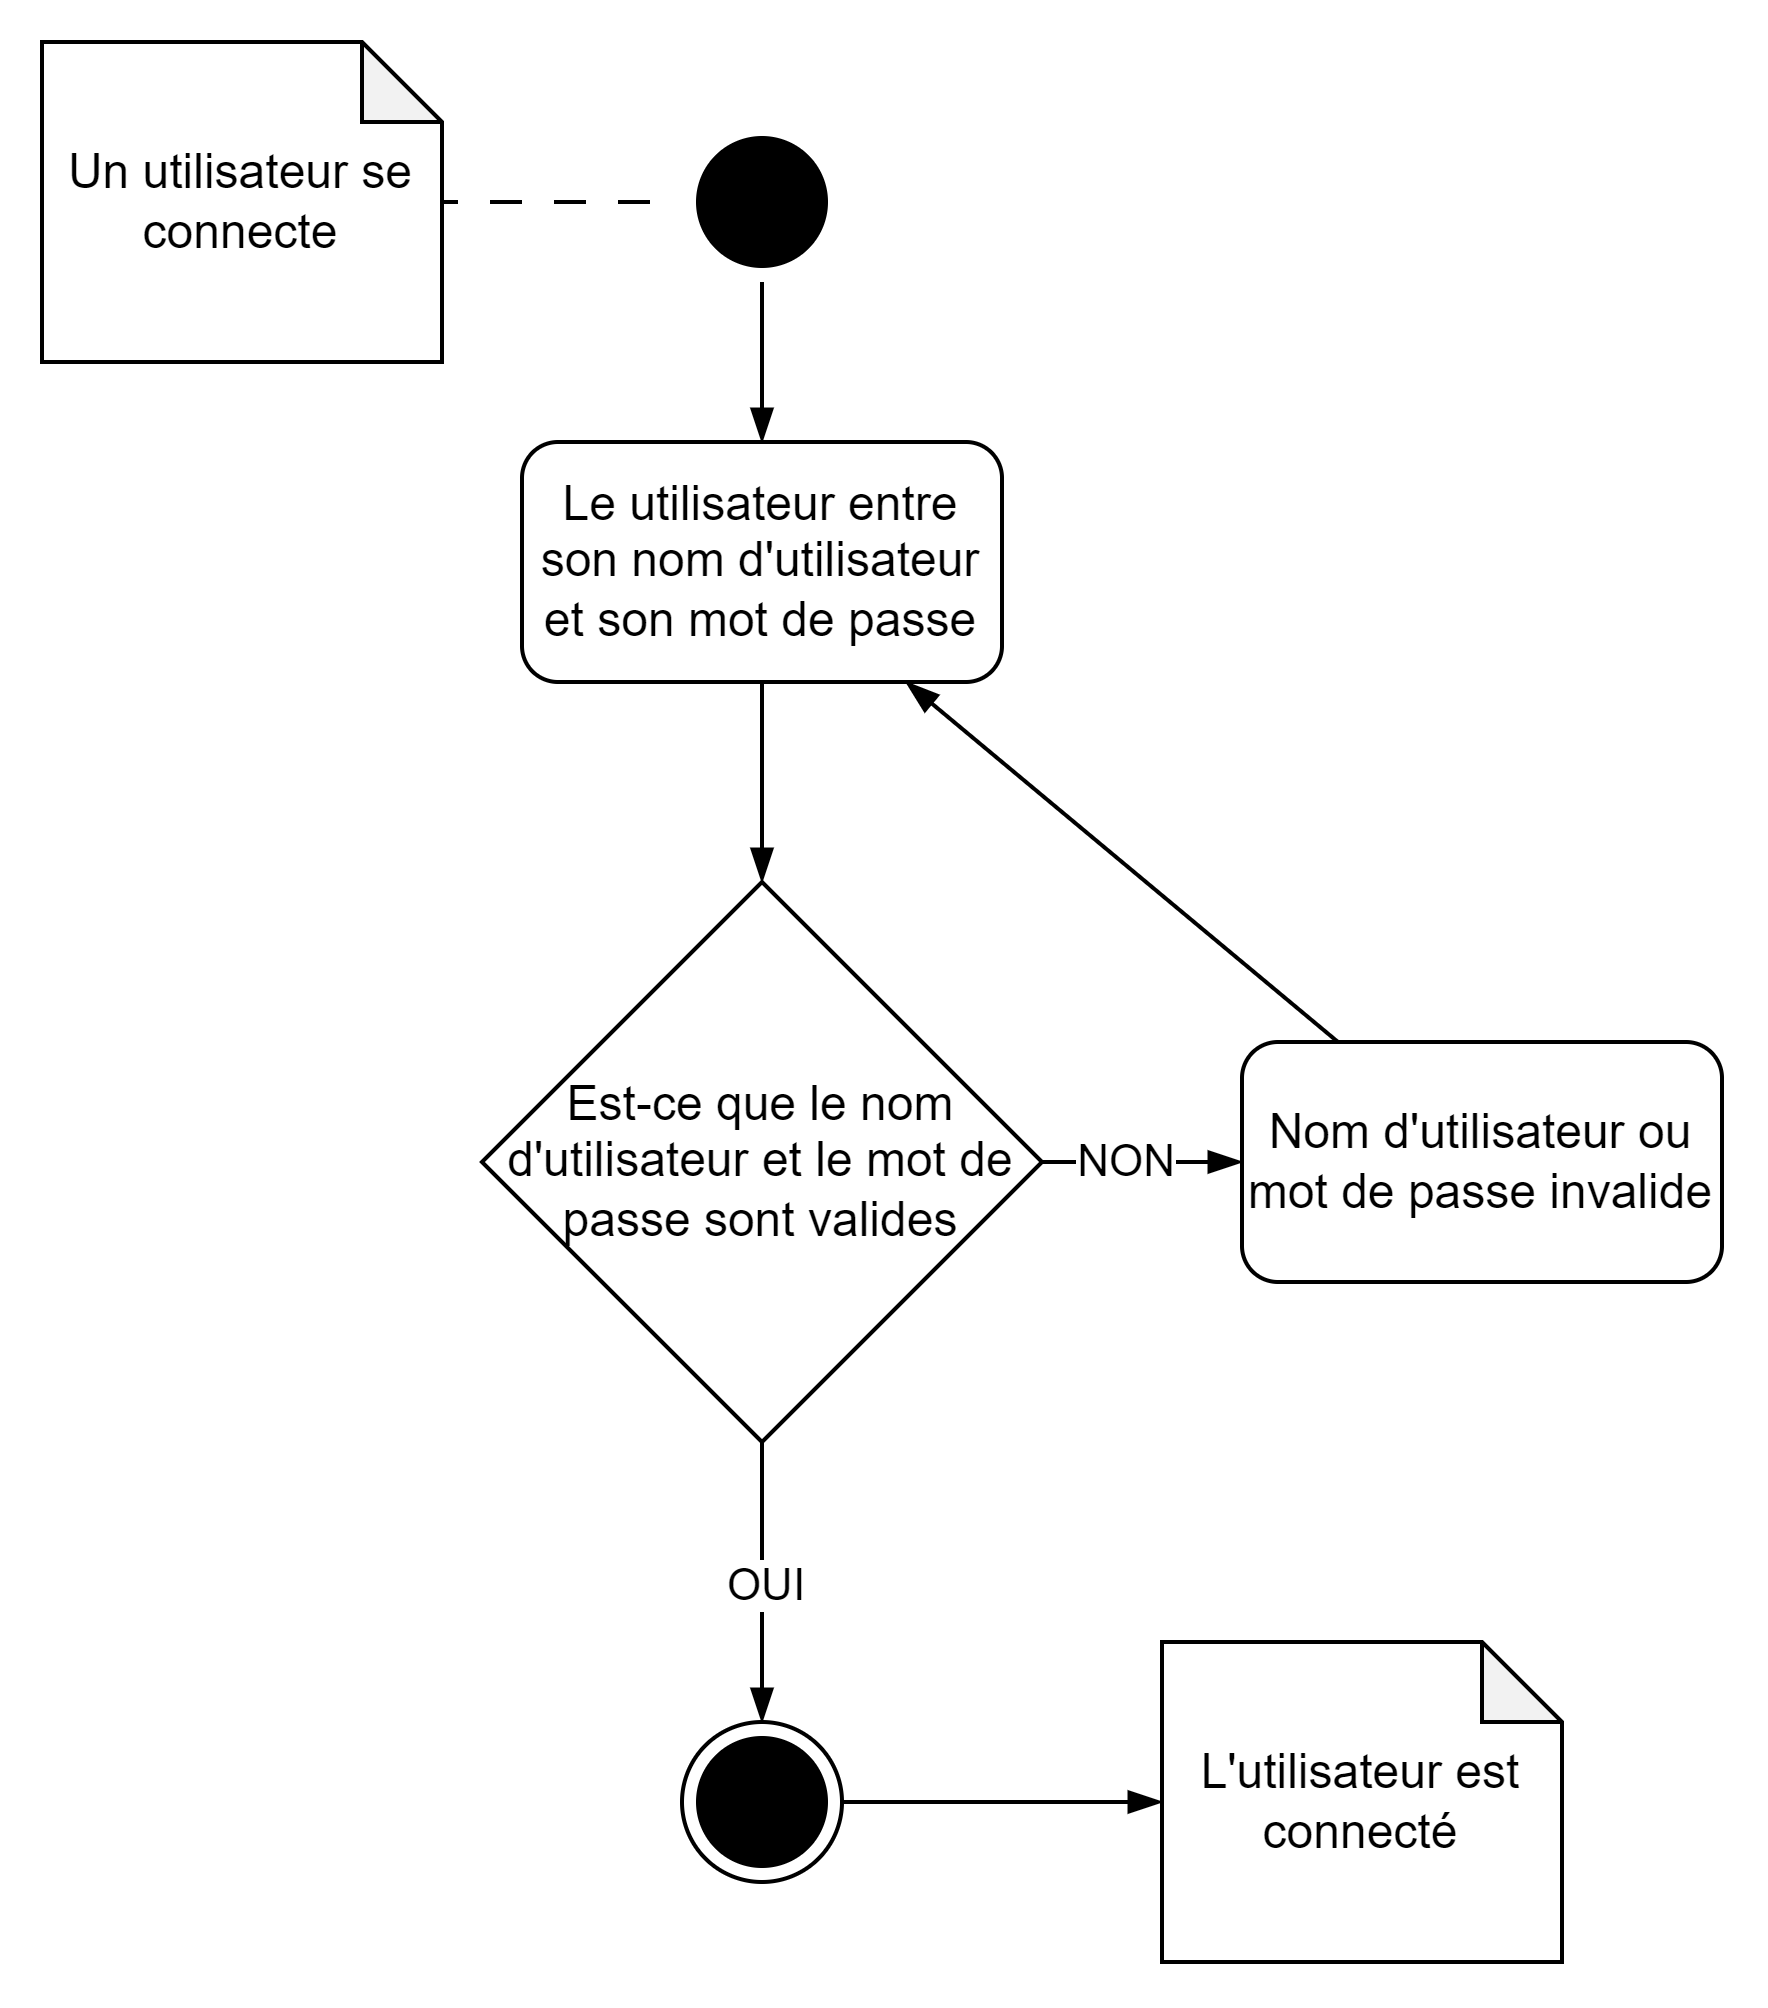 Un utilisateur se
connecte
Le utilisateur entre
son nom d'utilisateur
et son mot de passe
Est-ce que le nom
d'utilisateur et le mot de
passe sont valides
NON
Nom d'utilisateur ou
mot de passe invalide
OUI
L'utilisateur est
connecté